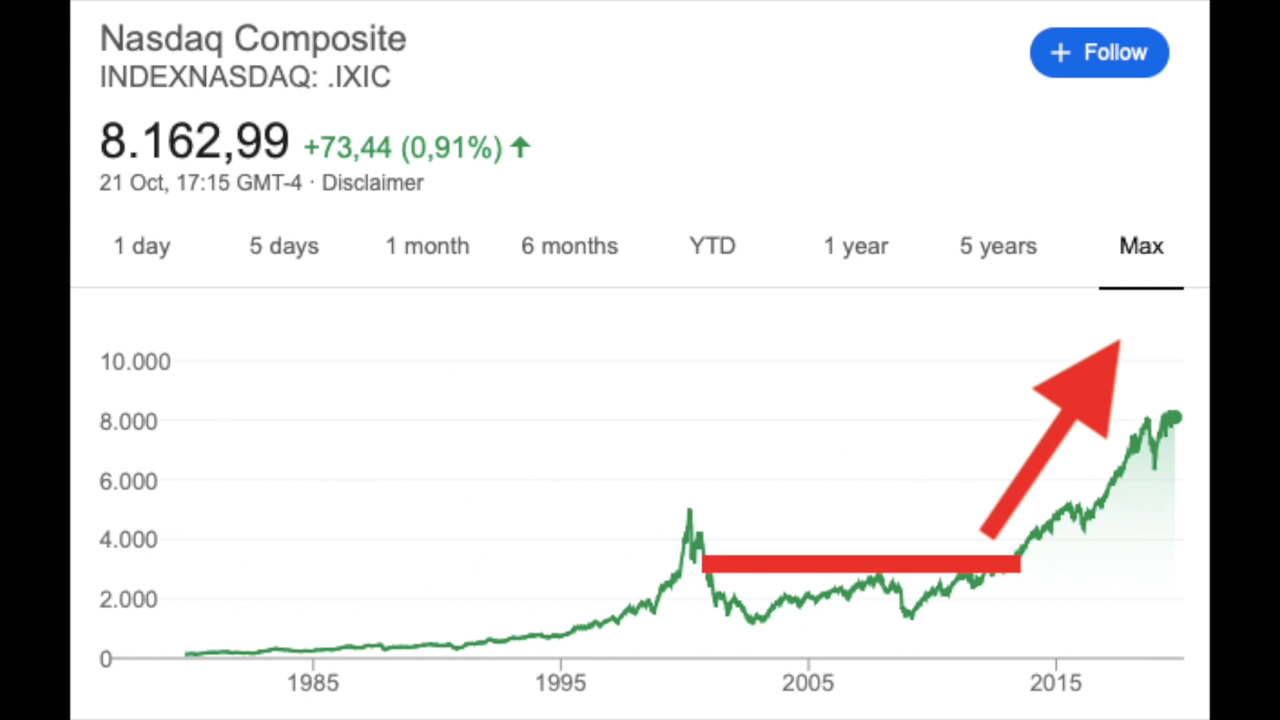 Nasdaq Composite
INDEXNASDAQ: .IXIC
+ Follow
8.162,99 +73,44 (0,91%) ↑
21 Oct, 17:15 GMT-4 · Disclaimer
1 day 5 days 1 month 6 months YTD 1 year 5 years Max
10.000
8.000
6.000
4.000
2.000
0
1985 1995 2005 2015